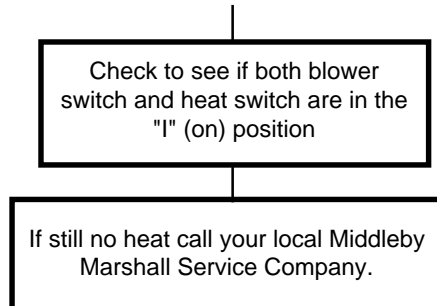 Check to see if both blower
switch and heat switch are in the
"I" (on) position
If still no heat call your local Middleby
Marshall Service Company.